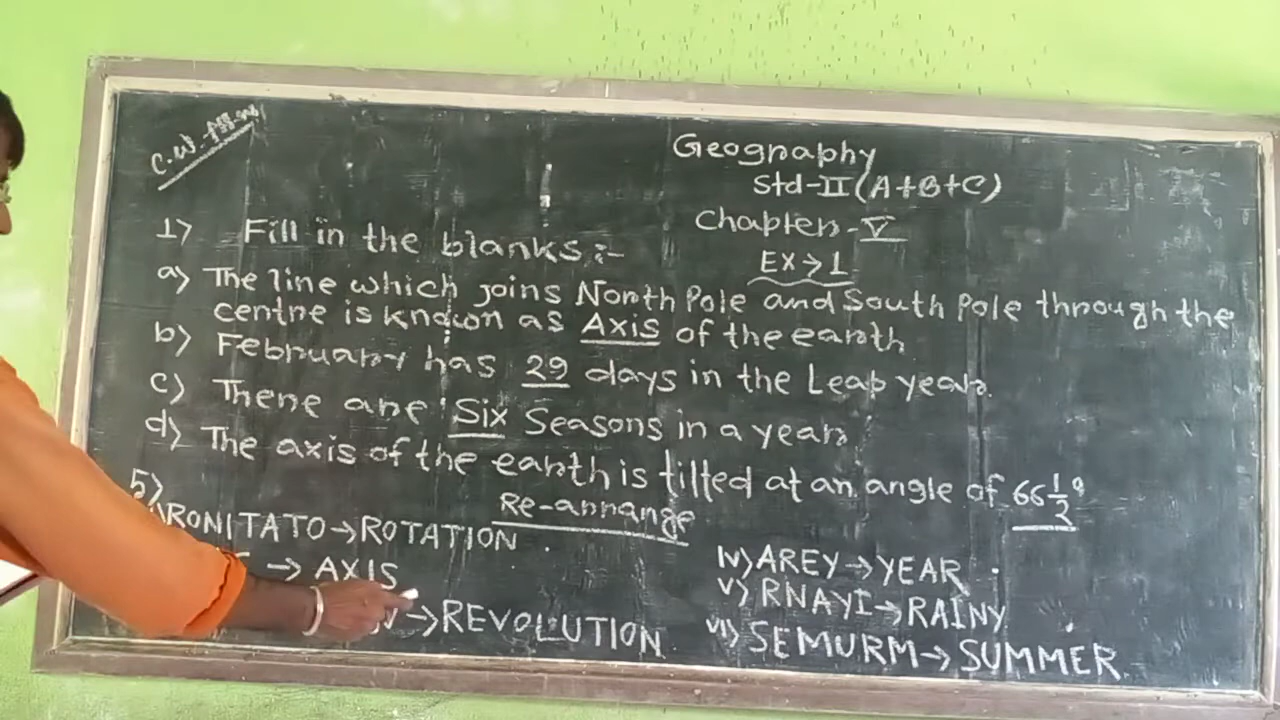 Geography
Std-II (A+B+C)
Chapter-V
EX→1
1) Fill in the blanks:-
a) The line which joins North Pole and South Pole through the
centre is known as Axis of the earth
b) February has 29 days in the Leap year.
c) There are Six Seasons in a year
d) The axis of the earth is tilted at an angle of 66 1/2°
5) Re-arrange
RONITATO→ROTATION
→ AXIS
→REVOLUTION
iv) AREY→YEAR
v) RNAYI→RAINY
vi) SEMURM→SUMMER